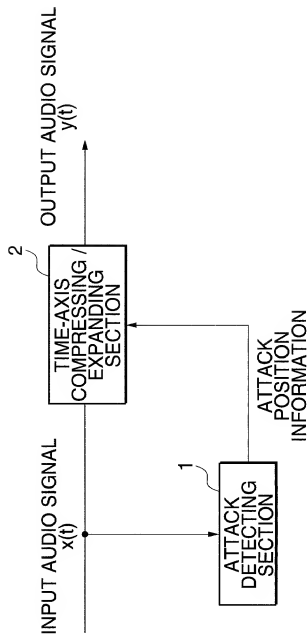 INPUT AUDIO SIGNAL
x(t)
2
TIME-AXIS
COMPRESSING /
EXPANDING
SECTION
OUTPUT AUDIO SIGNAL
y(t)
1
ATTACK
DETECTING
SECTION
ATTACK
POSITION
INFORMATION